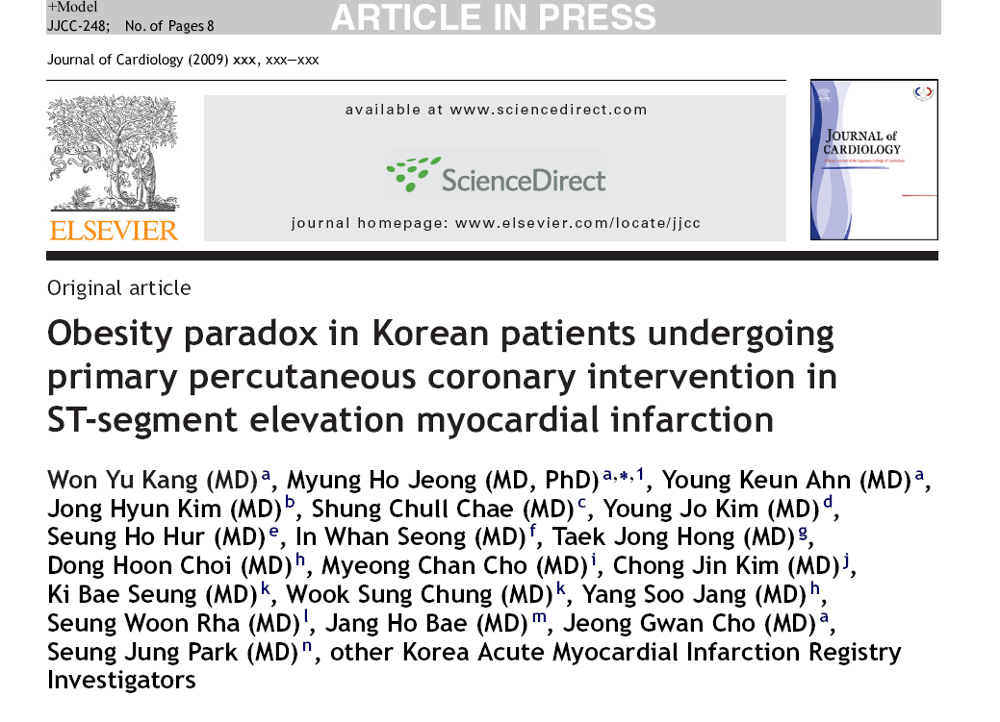 +Model
JJCC-248; No. of Pages 8
ARTICLE IN PRESS
Journal of Cardiology (2009) xxx, xxx—xxx
available at www.sciencedirect.com
ScienceDirect
journal homepage: www.elsevier.com/locate/jjcc
ELSEVIER
JOURNAL of
CARDIOLOGY
Original article
Obesity paradox in Korean patients undergoing
primary percutaneous coronary intervention in
ST-segment elevation myocardial infarction
Won Yu Kang (MD)a, Myung Ho Jeong (MD, PhD)a,*,1, Young Keun Ahn (MD)a,
Jong Hyun Kim (MD)b, Shung Chull Chae (MD)c, Young Jo Kim (MD)d,
Seung Ho Hur (MD)e, In Whan Seong (MD)f, Taek Jong Hong (MD)g,
Dong Hoon Choi (MD)h, Myeong Chan Cho (MD)i, Chong Jin Kim (MD)j,
Ki Bae Seung (MD)k, Wook Sung Chung (MD)k, Yang Soo Jang (MD)h,
Seung Woon Rha (MD)l, Jang Ho Bae (MD)m, Jeong Gwan Cho (MD)a,
Seung Jung Park (MD)n, other Korea Acute Myocardial Infarction Registry
Investigators